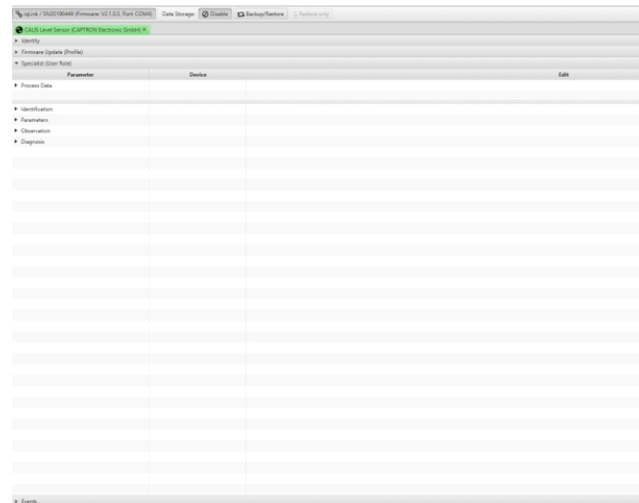 iqLink / SN20190449 (Firmware: V2.1.0.0, Port COM4) Data Storage: Disable Backup/Restore Restore only
CALIS Level Sensor (CAPTRON Electronic GmbH) ×
Identity
Firmware Update (Profile)
Specialist (User Role)
Parameter Device Edit
Process Data
Identification
Parameters
Observation
Diagnosis
Events